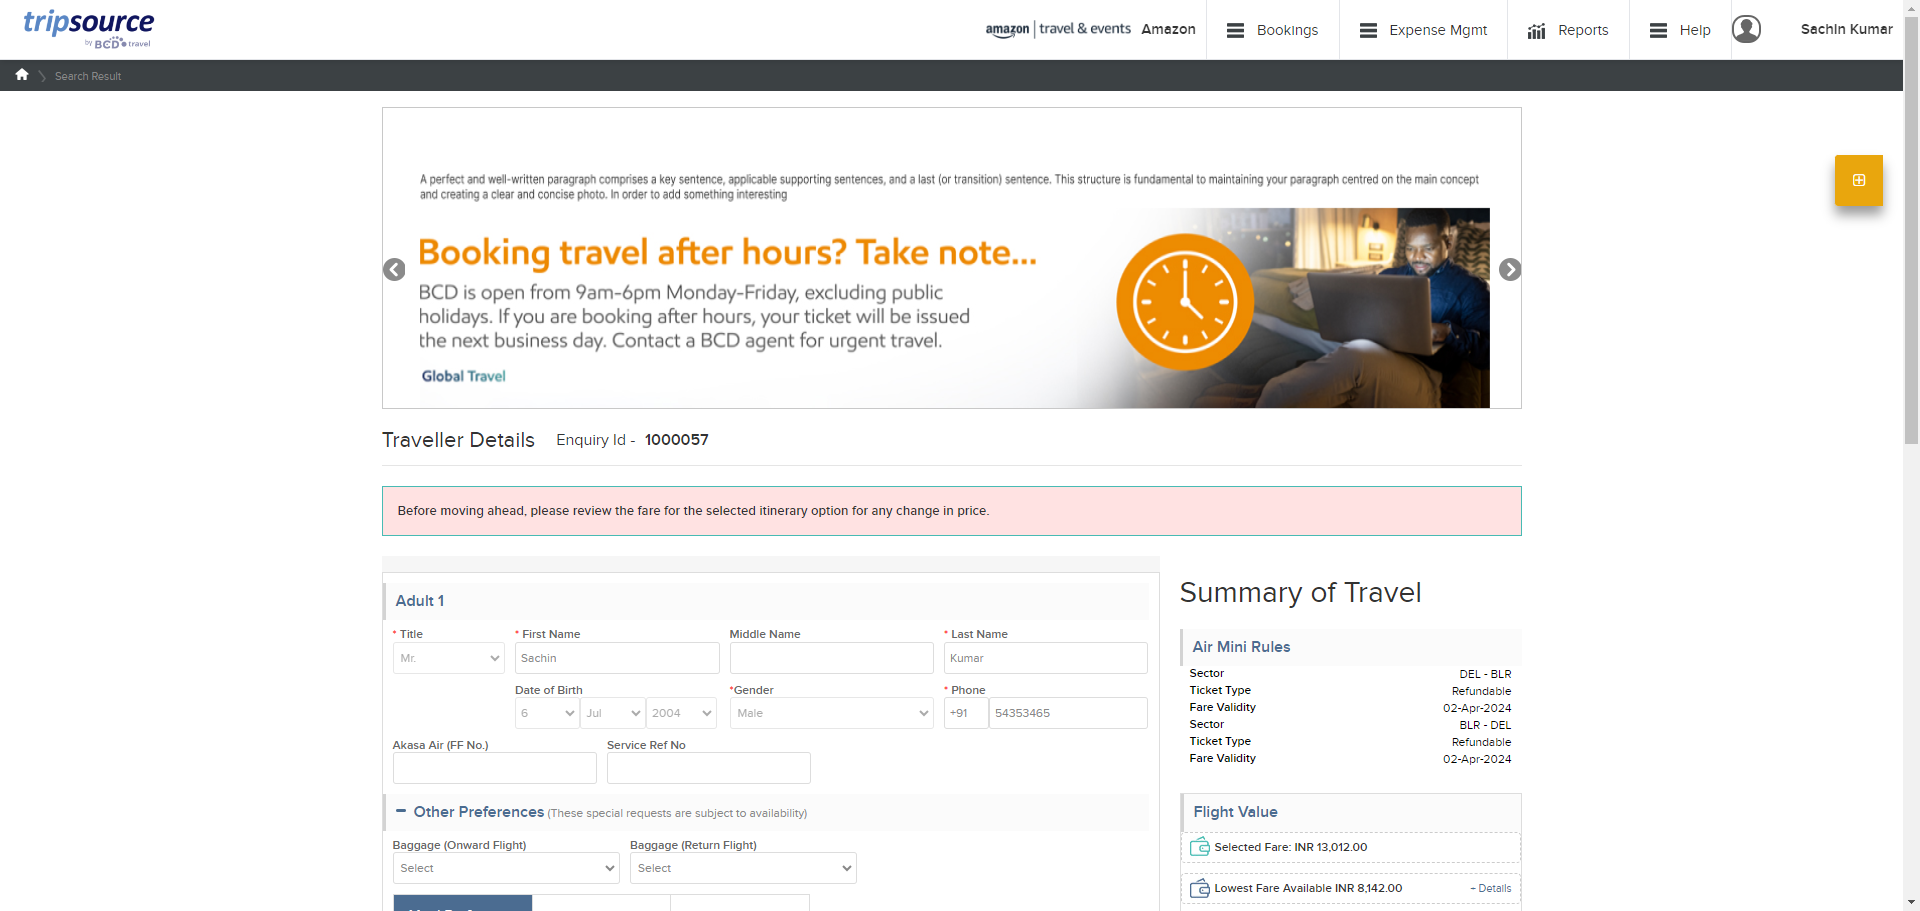 tripsource
by BCD travel
amazon | travel & events Amazon
Bookings
Expense Mgmt
Reports
Help
Sachin Kumar
Search Result
A perfect and well-written paragraph comprises a key sentence, applicable supporting sentences, and a last (or transition) sentence. This structure is fundamental to maintaining your paragraph centred on the main concept
and creating a clear and concise photo. In order to add something interesting
Booking travel after hours? Take note...
BCD is open from 9am-6pm Monday-Friday, excluding public
holidays. If you are booking after hours, your ticket will be issued
the next business day. Contact a BCD agent for urgent travel.
Global Travel
Traveller Details Enquiry Id - 1000057
Before moving ahead, please review the fare for the selected itinerary option for any change in price.
Adult 1
* Title * First Name Middle Name * Last Name
Mr. Sachin Kumar
Date of Birth *Gender * Phone
6 Jul 2004 Male +91 54353465
Akasa Air (FF No.) Service Ref No
Other Preferences (These special requests are subject to availability)
Baggage (Onward Flight) Baggage (Return Flight)
Select Select
Summary of Travel
Air Mini Rules
Sector DEL - BLR
Ticket Type Refundable
Fare Validity 02-Apr-2024
Sector BLR - DEL
Ticket Type Refundable
Fare Validity 02-Apr-2024
Flight Value
Selected Fare: INR 13,012.00
Lowest Fare Available INR 8,142.00 + Details